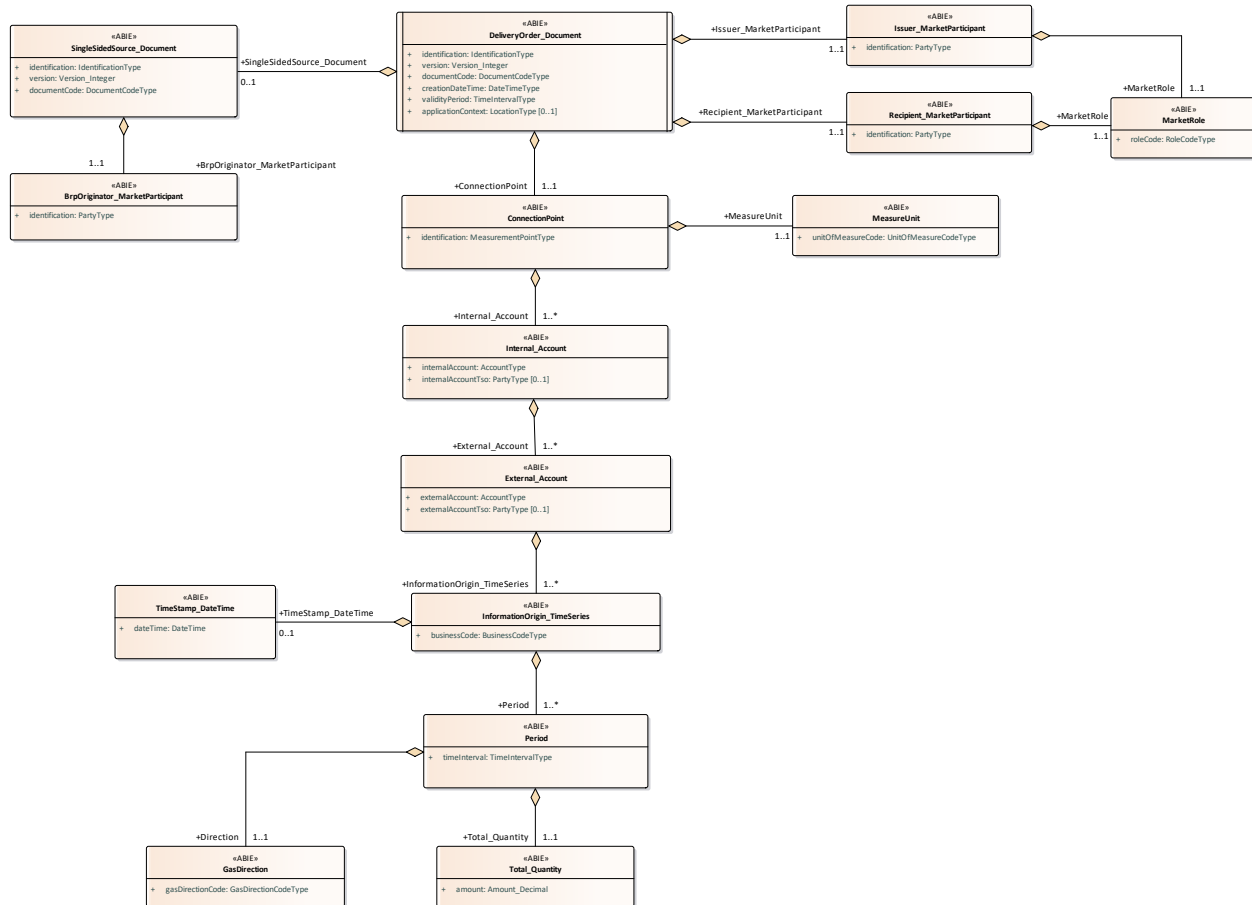 «ABIE»
SingleSidedSource_Document
+ identification: IdentificationType
+ version: Version_Integer
+ documentCode: DocumentCodeType
+SingleSidedSource_Document
0..1
«ABIE»
DeliveryOrder_Document
+ identification: IdentificationType
+ version: Version_Integer
+ documentCode: DocumentCodeType
+ creationDateTime: DateTimeType
+ validityPeriod: TimeIntervalType
+ applicationContext: LocationType [0..1]
+Issuer_MarketParticipant
1..1
«ABIE»
Issuer_MarketParticipant
+ identification: PartyType
+MarketRole 1..1
+Recipient_MarketParticipant
1..1
«ABIE»
Recipient_MarketParticipant
+ identification: PartyType
+MarketRole
1..1
«ABIE»
MarketRole
+ roleCode: RoleCodeType
1..1
+BrpOriginator_MarketParticipant
«ABIE»
BrpOriginator_MarketParticipant
+ identification: PartyType
+ConnectionPoint 1..1
«ABIE»
ConnectionPoint
+ identification: MeasurementPointType
+MeasureUnit
1..1
«ABIE»
MeasureUnit
+ unitOfMeasureCode: UnitOfMeasureCodeType
+Internal_Account 1..*
«ABIE»
Internal_Account
+ internalAccount: AccountType
+ internalAccountTso: PartyType [0..1]
+External_Account 1..*
«ABIE»
External_Account
+ externalAccount: AccountType
+ externalAccountTso: PartyType [0..1]
+InformationOrigin_TimeSeries 1..*
«ABIE»
InformationOrigin_TimeSeries
+ businessCode: BusinessCodeType
+TimeStamp_DateTime
0..1
«ABIE»
TimeStamp_DateTime
+ dateTime: DateTime
+Period 1..*
«ABIE»
Period
+ timeInterval: TimeIntervalType
+Direction 1..1
«ABIE»
GasDirection
+ gasDirectionCode: GasDirectionCodeType
+Total_Quantity 1..1
«ABIE»
Total_Quantity
+ amount: Amount_Decimal